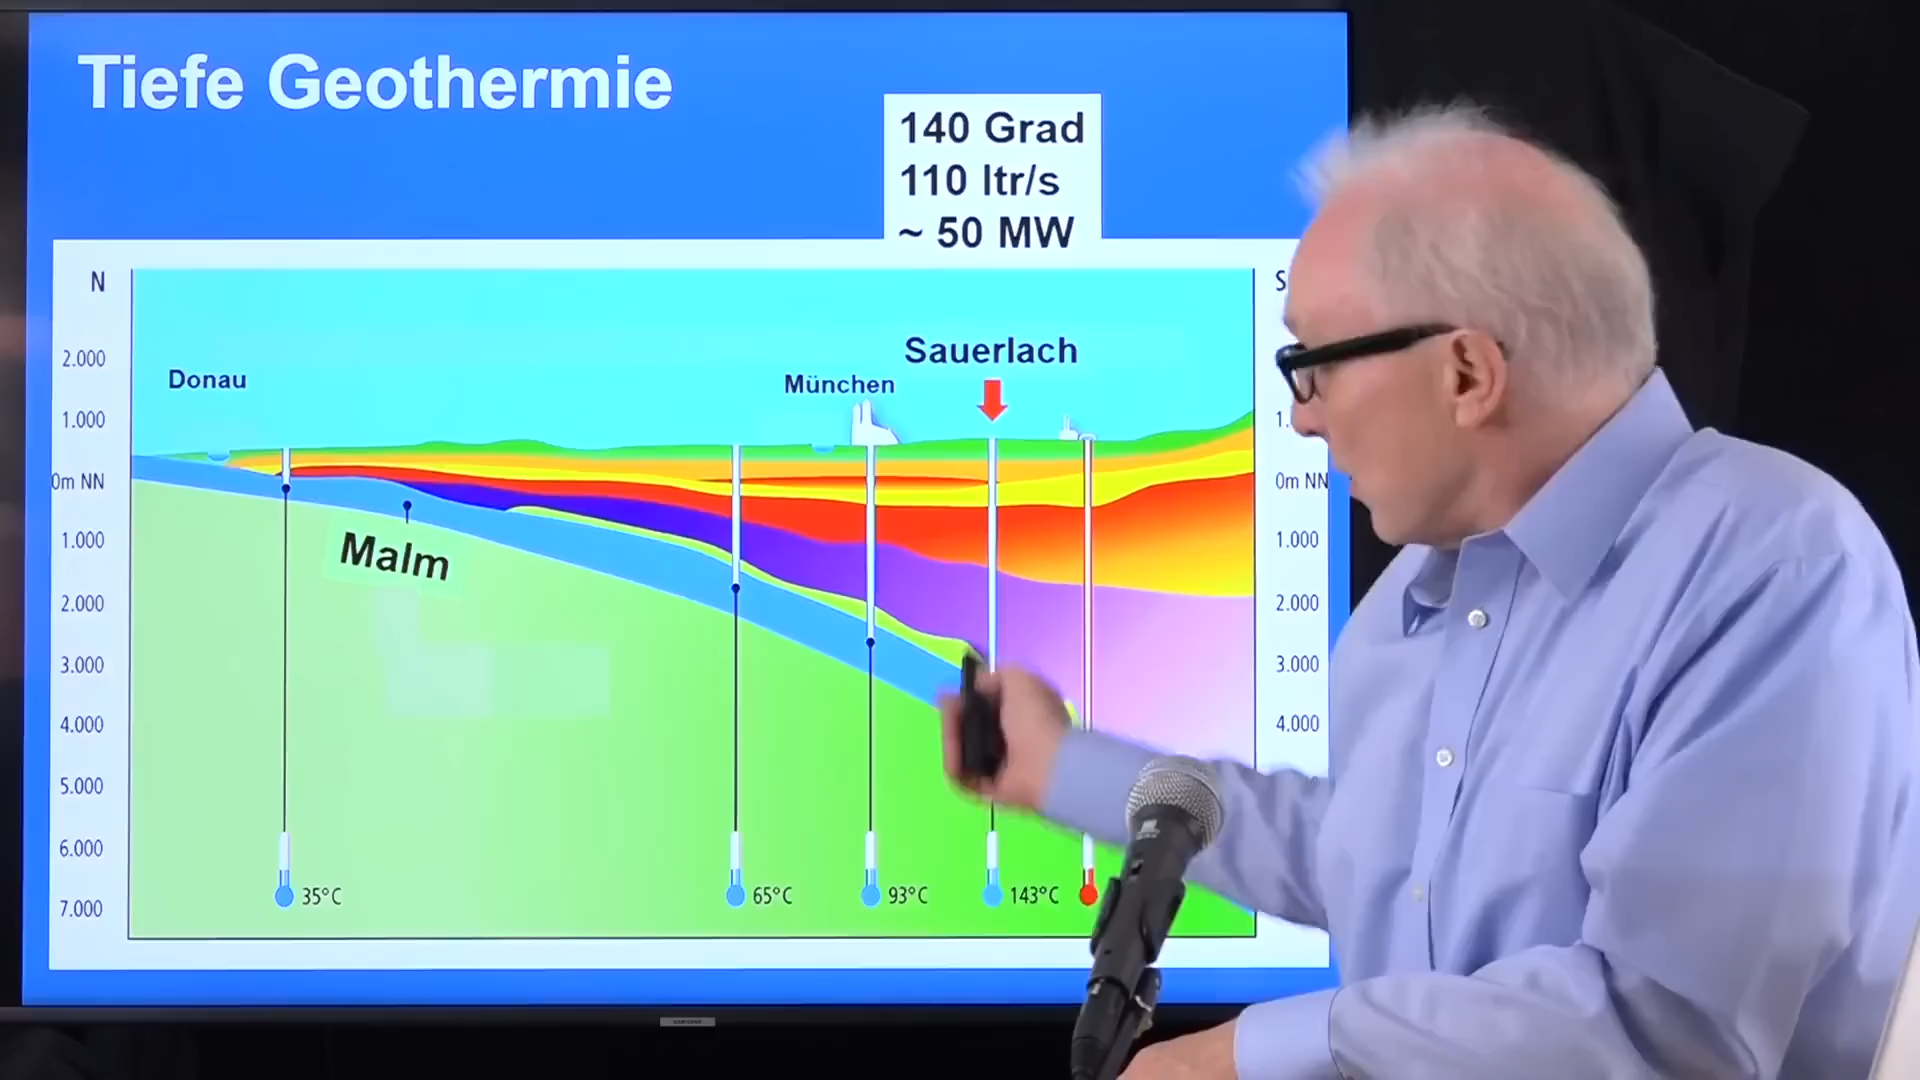 Tiefe Geothermie
140 Grad
110 ltr/s
~ 50 MW
N
S
2.000
1.000
0m NN
1.000
2.000
3.000
4.000
5.000
6.000
7.000
Donau
München
Sauerlach
Malm
35°C
65°C
93°C
143°C
1.
0m NN
1.000
2.000
3.000
4.000
SAMSUNG